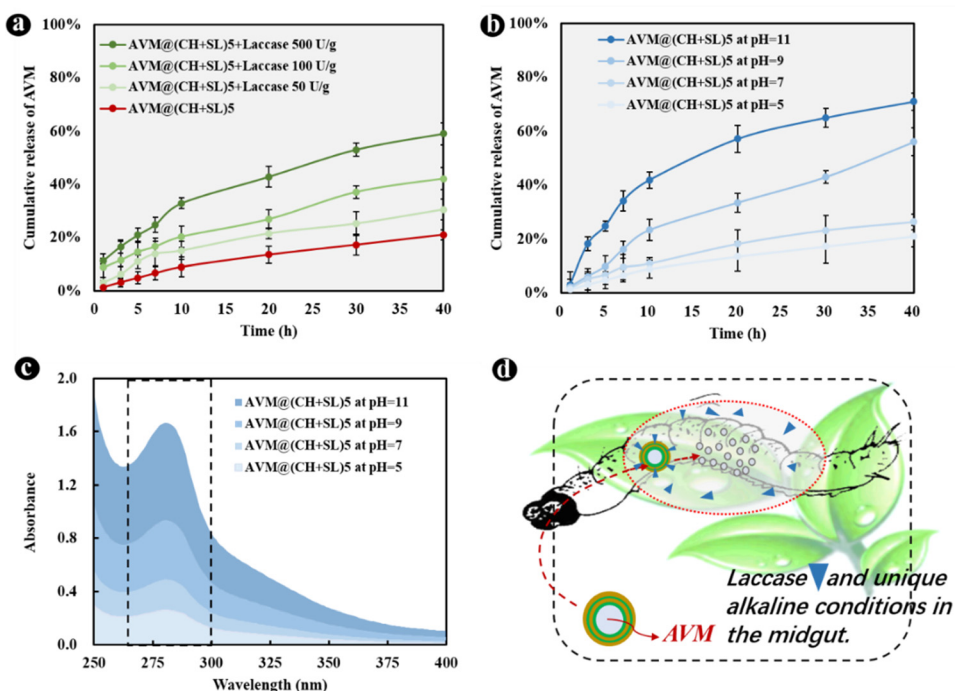 a
100%
80%
60%
40%
20%
0%
Cumulative release of AVM
AVM@(CH+SL)5+Laccase 500 U/g
AVM@(CH+SL)5+Laccase 100 U/g
AVM@(CH+SL)5+Laccase 50 U/g
AVM@(CH+SL)5
0 5 10 15 20 25 30 35 40
Time (h)
b
100%
80%
60%
40%
20%
0%
Cumulative release of AVM
AVM@(CH+SL)5 at pH=11
AVM@(CH+SL)5 at pH=9
AVM@(CH+SL)5 at pH=7
AVM@(CH+SL)5 at pH=5
0 5 10 15 20 25 30 35 40
Time (h)
c
2.0
1.6
1.2
0.8
0.4
0.0
Absorbance
AVM@(CH+SL)5 at pH=11
AVM@(CH+SL)5 at pH=9
AVM@(CH+SL)5 at pH=7
AVM@(CH+SL)5 at pH=5
250 275 300 325 350 375 400
Wavelength (nm)
d
Laccase and unique
alkaline conditions in
the midgut.
AVM